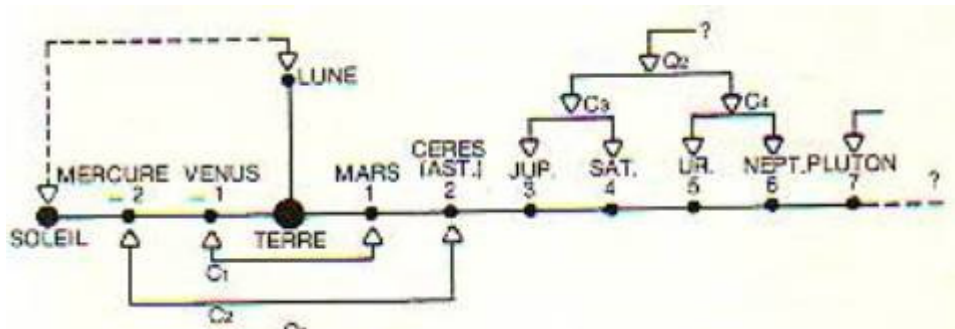 ?
Q2
LUNE
C3
C4
MERCURE VENUS MARS CERES (AST.) JUP. SAT. UR. NEPT. PLUTON
– 2 – 1 1 2 3 4 5 6 7 ?
SOLEIL TERRE
C1
C2